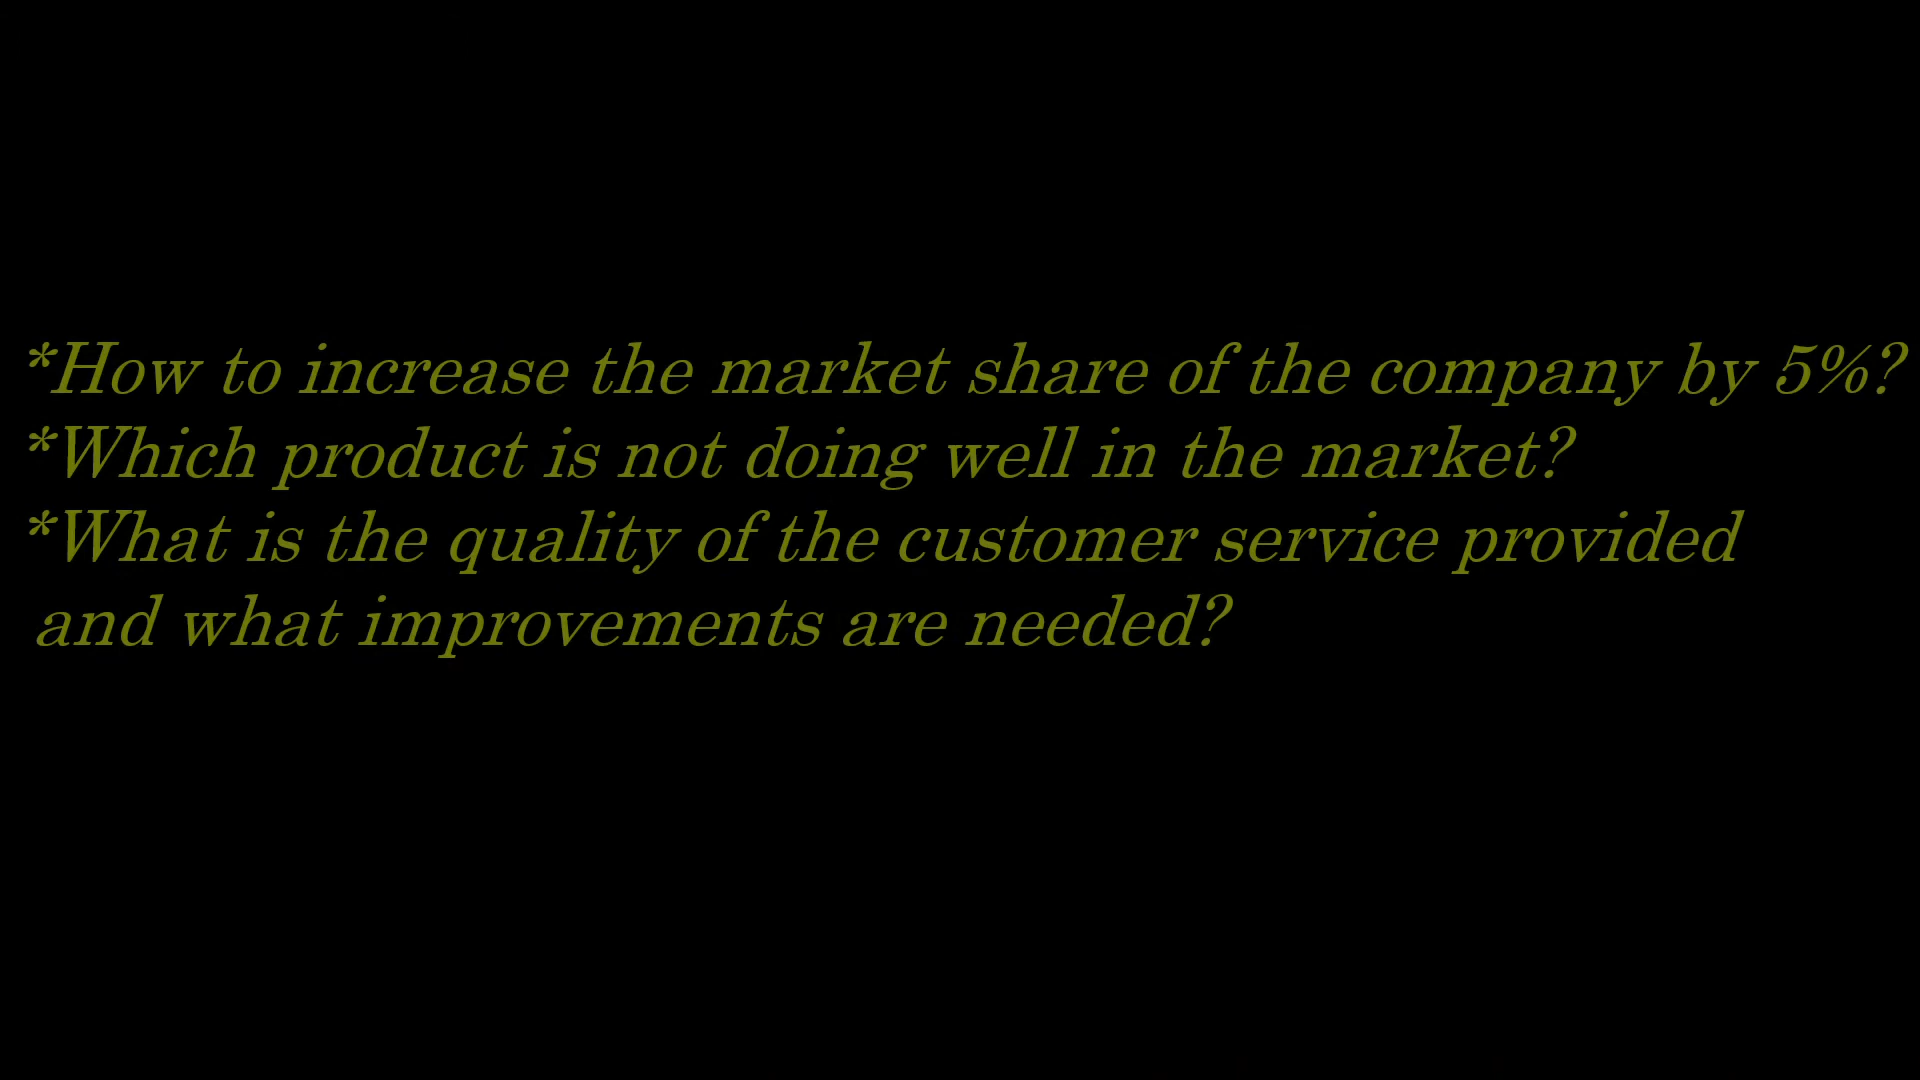 *How to increase the market share of the company by 5%?
*Which product is not doing well in the market?
*What is the quality of the customer service provided
and what improvements are needed?